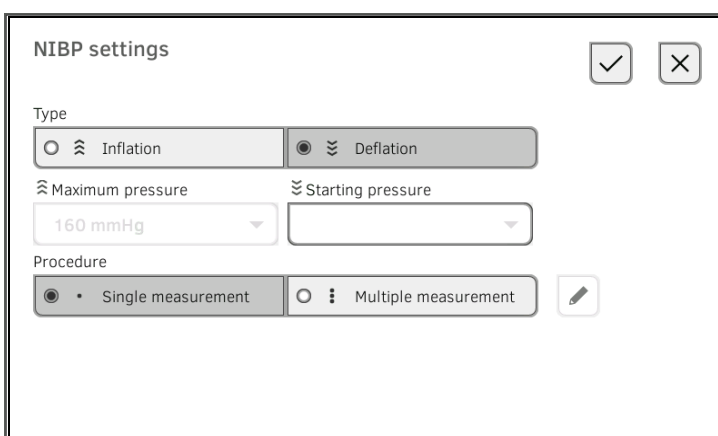 NIBP settings
Type
Inflation
Deflation
Maximum pressure
Starting pressure
160 mmHg
Procedure
Single measurement
Multiple measurement